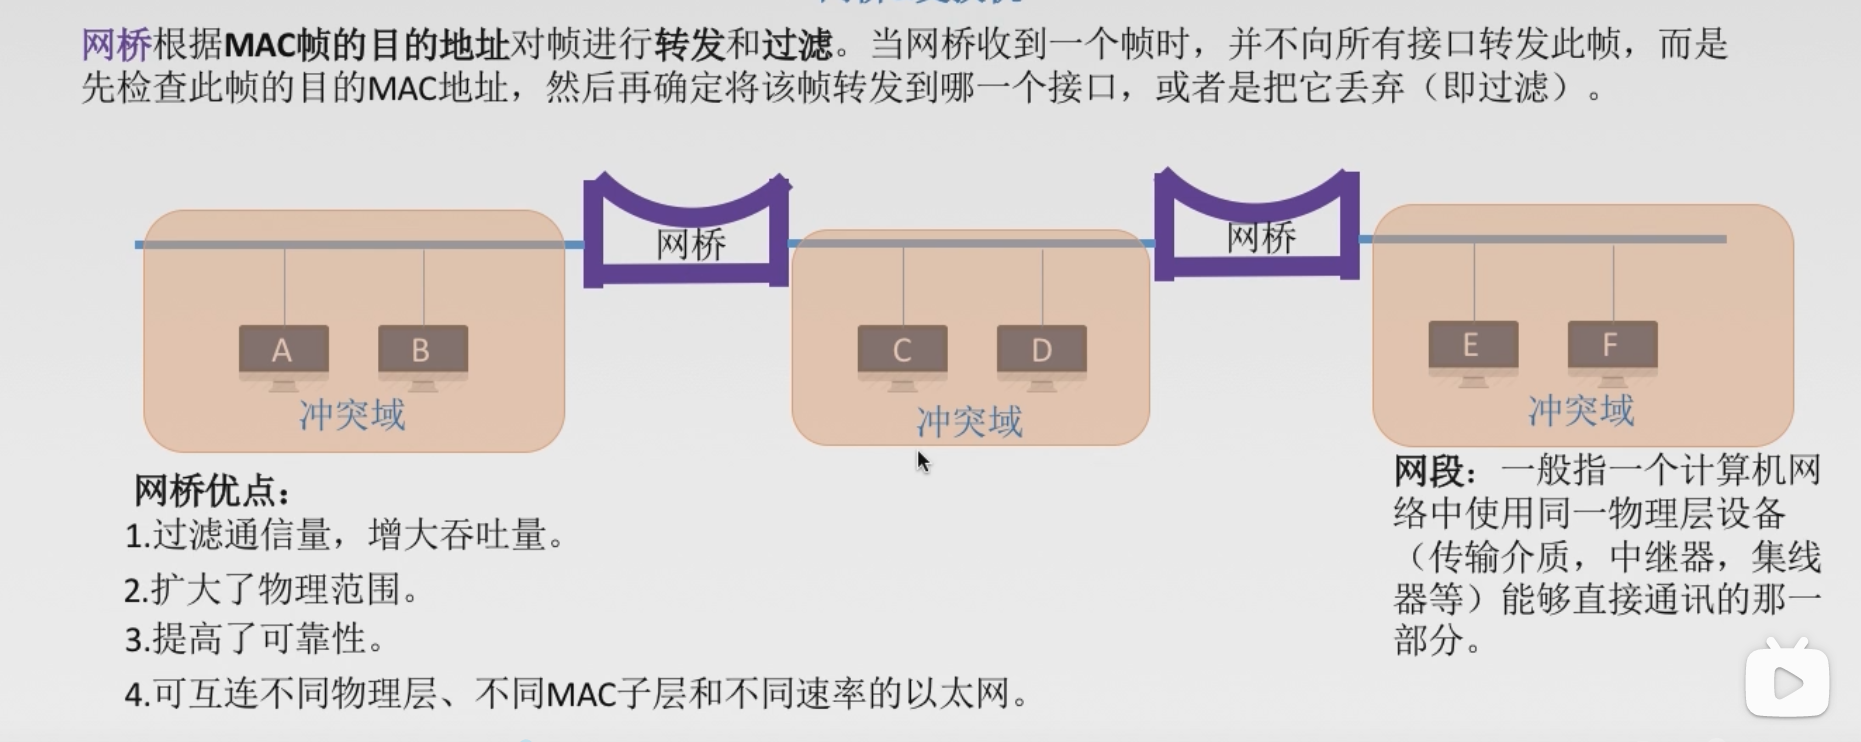 网桥根据MAC帧的目的地址对帧进行转发和过滤。当网桥收到一个帧时，并不向所有接口转发此帧，而是
先检查此帧的目的MAC地址，然后再确定将该帧转发到哪一个接口，或者是把它丢弃（即过滤）。
网桥
网桥
A
B
C
D
E
F
冲突域
冲突域
冲突域
网桥优点：
1.过滤通信量，增大吞吐量。
2.扩大了物理范围。
3.提高了可靠性。
4.可互连不同物理层、不同MAC子层和不同速率的以太网。
网段：一般指一个计算机网
络中使用同一物理层设备
（传输介质，中继器，集线
器等）能够直接通讯的那一
部分。